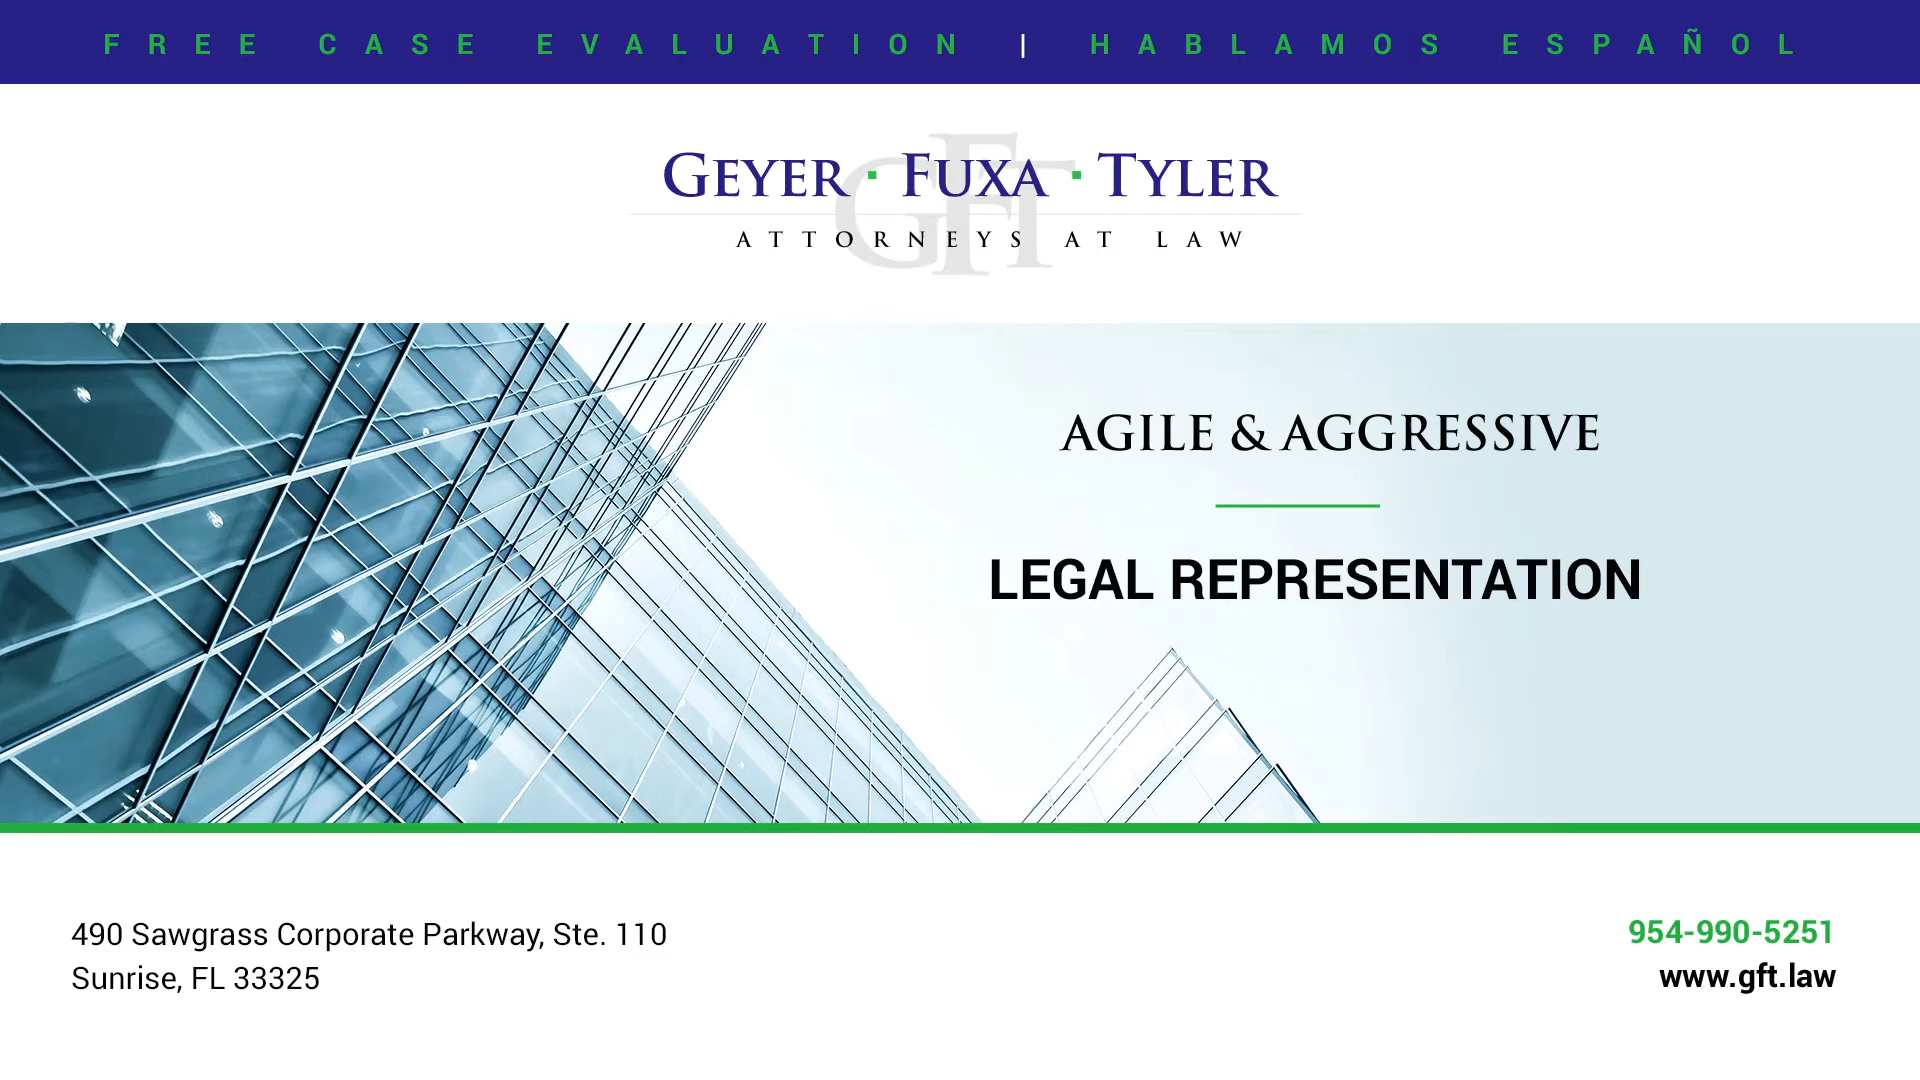 FREE CASE EVALUATION | HABLAMOS ESPAÑOL
GFT
GEYER · FUXA · TYLER
ATTORNEYS AT LAW
AGILE & AGGRESSIVE
LEGAL REPRESENTATION
490 Sawgrass Corporate Parkway, Ste. 110
Sunrise, FL 33325
954-990-5251
www.gft.law